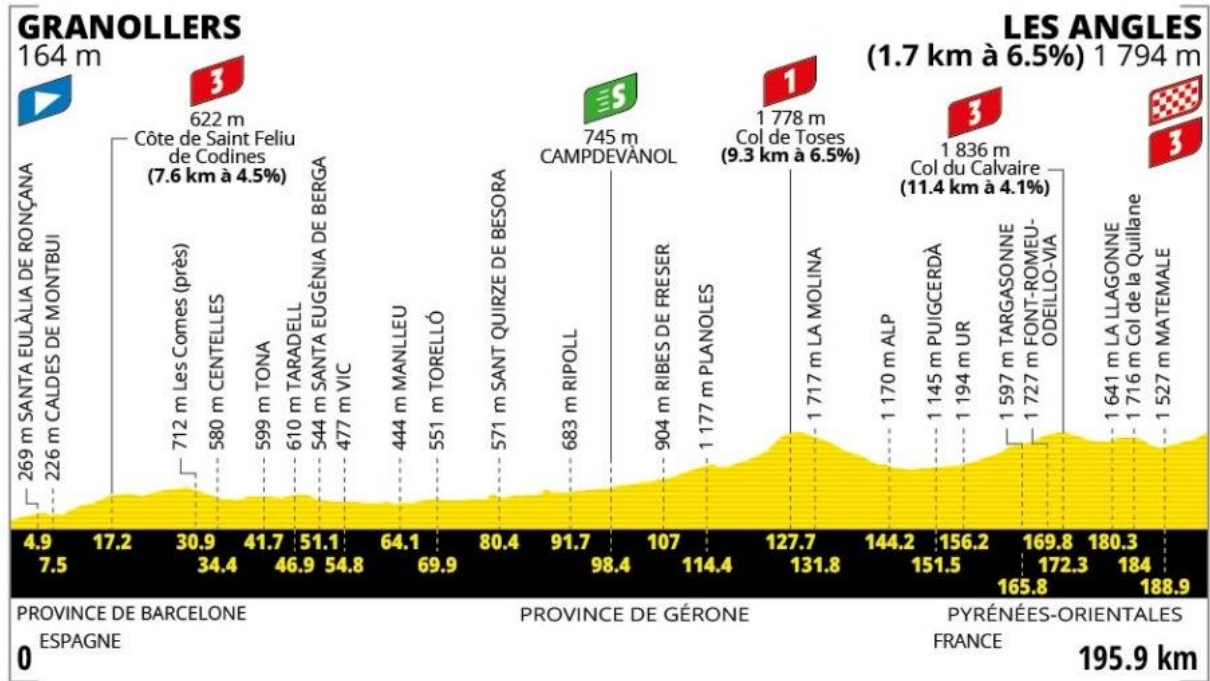 GRANOLLERS
164 m
LES ANGLES
(1.7 km à 6.5%) 1 794 m
3
622 m
Côte de Saint Feliu
de Codines
(7.6 km à 4.5%)
S
745 m
CAMPDEVÀNOL
1
1 778 m
Col de Toses
(9.3 km à 6.5%)
3
1 836 m
Col du Calvaire
(11.4 km à 4.1%)
3
269 m SANTA EULÀLIA DE RONÇANA
226 m CALDES DE MONTBUI
712 m Les Comes (près)
580 m CENTELLES
599 m TONA
610 m TARADELL
544 m SANTA EUGÈNIA DE BERGA
477 m VIC
444 m MANLLEU
551 m TORELLÓ
571 m SANT QUIRZE DE BESORA
683 m RIPOLL
904 m RIBES DE FRESER
1 177 m PLANOLES
1 717 m LA MOLINA
1 170 m ALP
1 145 m PUIGCERDÀ
1 194 m UR
1 597 m TARGASONNE
1 727 m FONT-ROMEU-
ODEILLO-VIA
1 641 m LA LLAGONNE
1 716 m Col de la Quillane
1 527 m MATEMALE
4.9 17.2 30.9 41.7 51.1 64.1 80.4 91.7 107 127.7 144.2 156.2 169.8 180.3
7.5 34.4 46.9 54.8 69.9 98.4 114.4 131.8 151.5 172.3 184
165.8 188.9
PROVINCE DE BARCELONE PROVINCE DE GÉRONE PYRÉNÉES-ORIENTALES
ESPAGNE FRANCE
0 195.9 km